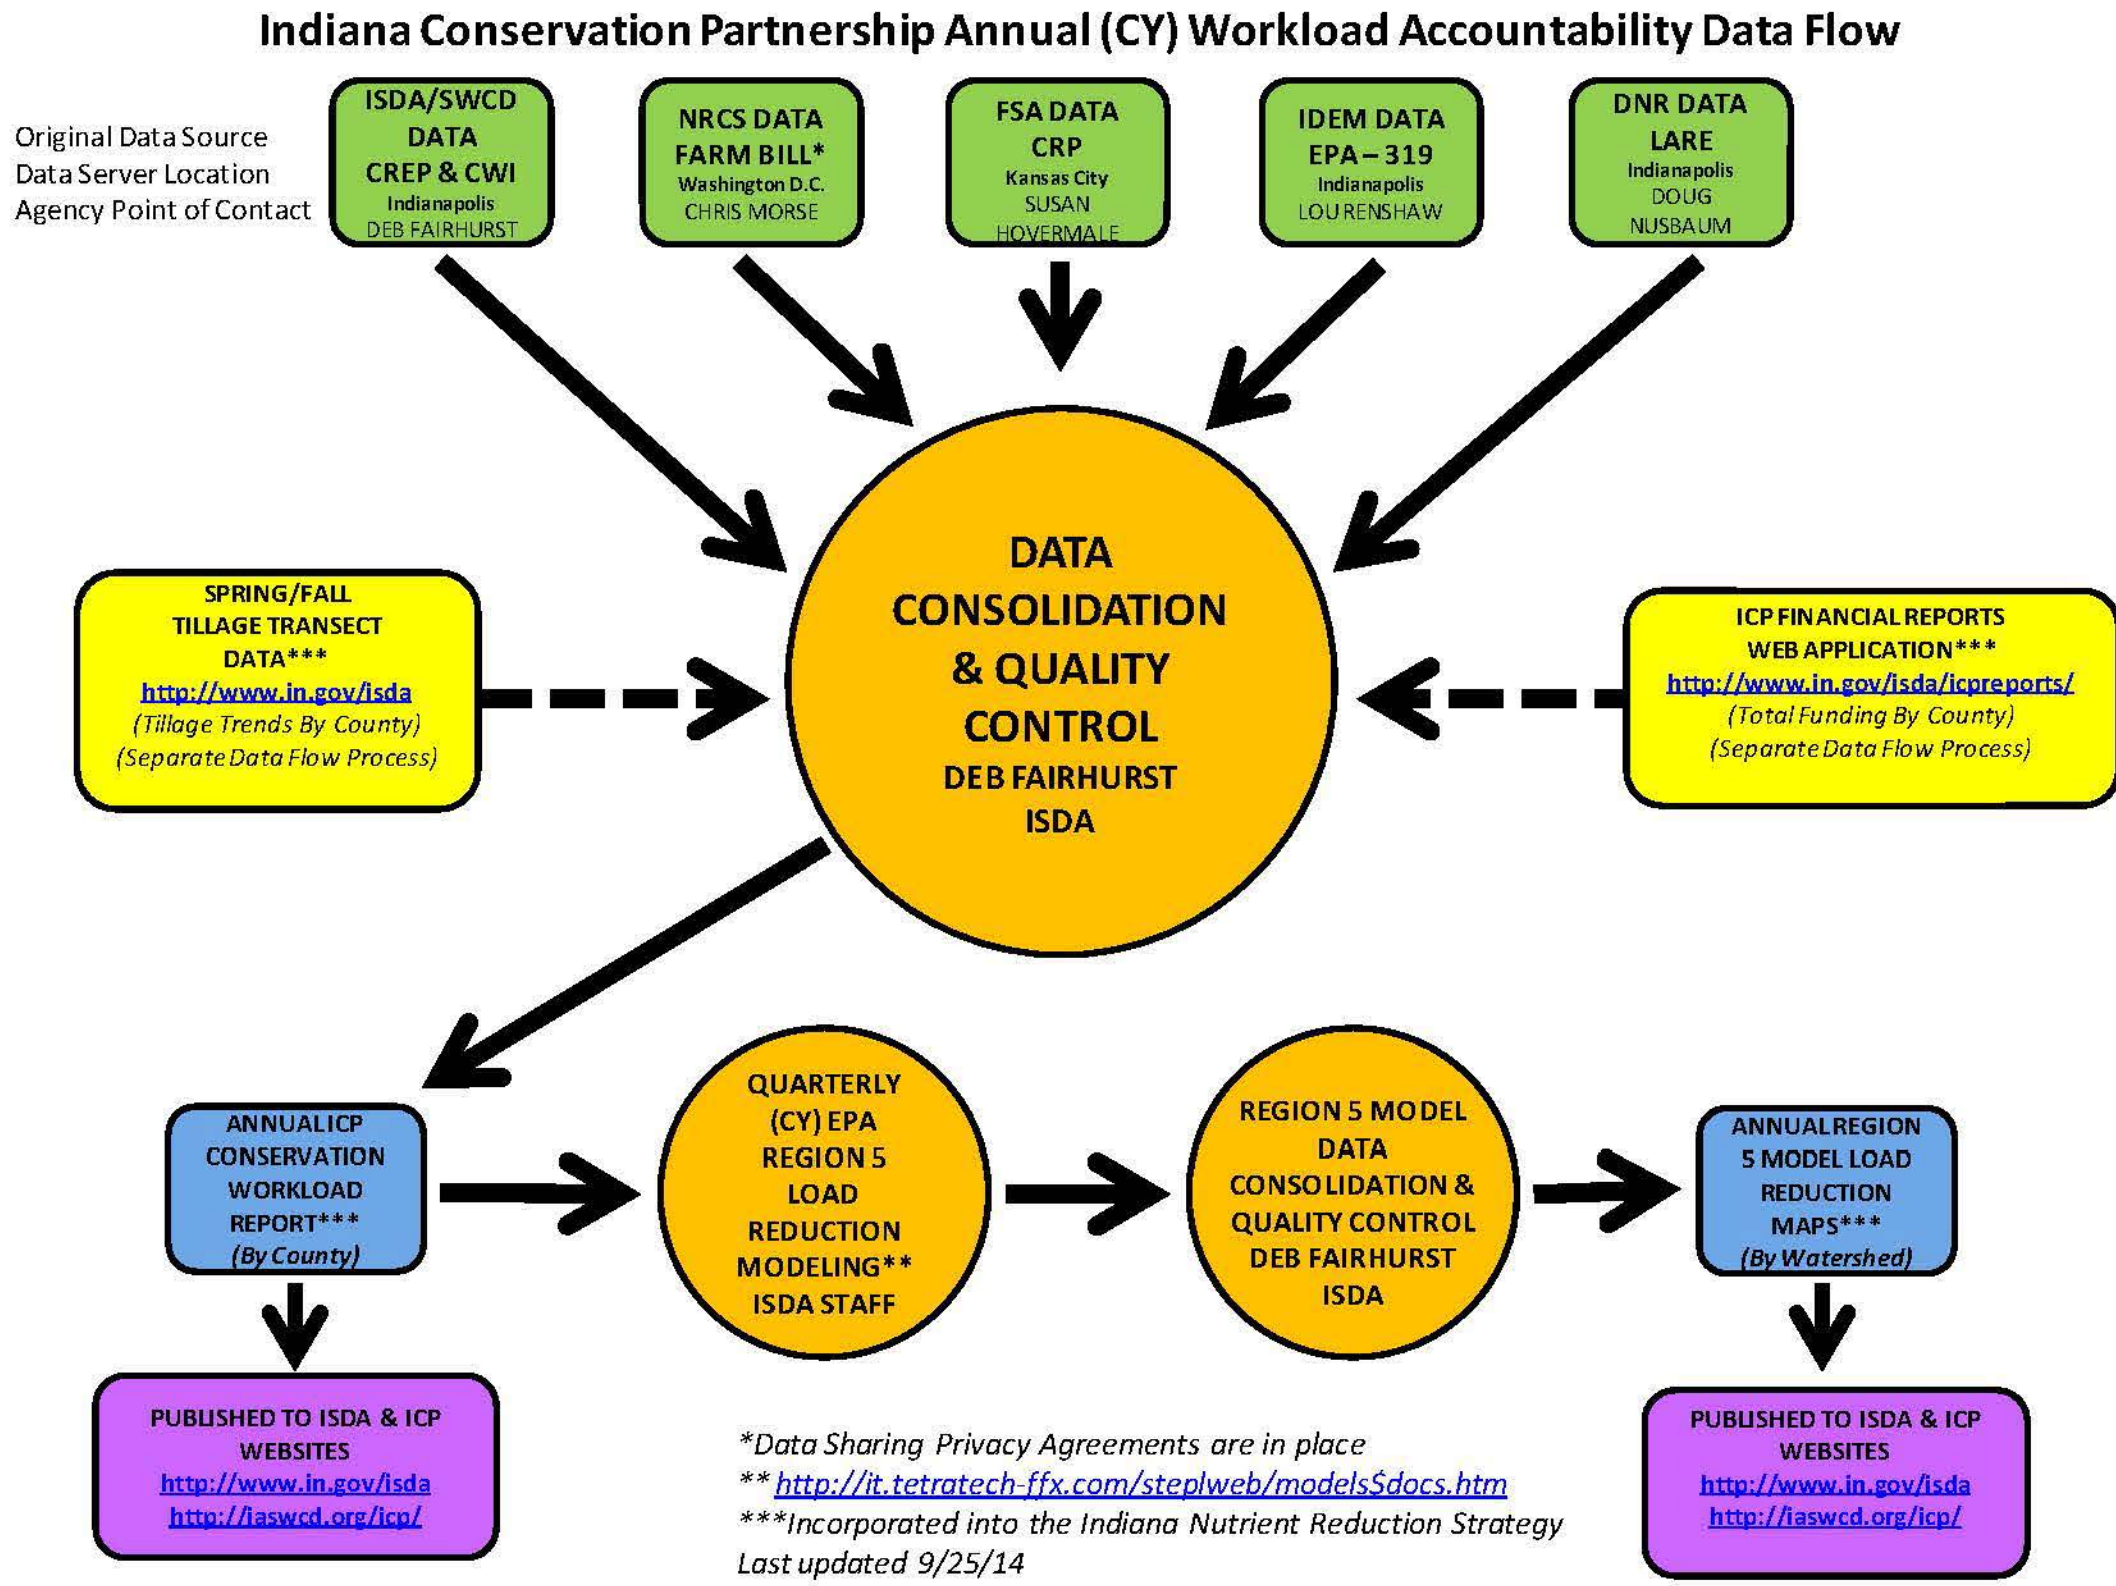 Indiana Conservation Partnership Annual (CY) Workload Accountability Data Flow
Original Data Source
Data Server Location
Agency Point of Contact
ISDA/SWCD
DATA
CREP & CWI
Indianapolis
DEB FAIRHURST
NRCS DATA
FARM BILL*
Washington D.C.
CHRIS MORSE
FSA DATA
CRP
Kansas City
SUSAN
HOVERMALE
IDEM DATA
EPA – 319
Indianapolis
LOU RENSHAW
DNR DATA
LARE
Indianapolis
DOUG
NUSBAUM
DATA
CONSOLIDATION
& QUALITY
CONTROL
DEB FAIRHURST
ISDA
SPRING/FALL
TILLAGE TRANSECT
DATA***
http://www.in.gov/isda
(Tillage Trends By County)
(Separate Data Flow Process)
ICP FINANCIAL REPORTS
WEB APPLICATION***
http://www.in.gov/isda/icpreports/
(Total Funding By County)
(Separate Data Flow Process)
ANNUAL ICP
CONSERVATION
WORKLOAD
REPORT***
(By County)
QUARTERLY
(CY) EPA
REGION 5
LOAD
REDUCTION
MODELING**
ISDA STAFF
REGION 5 MODEL
DATA
CONSOLIDATION &
QUALITY CONTROL
DEB FAIRHURST
ISDA
ANNUAL REGION
5 MODEL LOAD
REDUCTION
MAPS***
(By Watershed)
PUBLISHED TO ISDA & ICP
WEBSITES
http://www.in.gov/isda
http://iaswcd.org/icp/
*Data Sharing Privacy Agreements are in place
** http://it.tetratech-ffx.com/steplweb/models$docs.htm
***Incorporated into the Indiana Nutrient Reduction Strategy
Last updated 9/25/14
PUBLISHED TO ISDA & ICP
WEBSITES
http://www.in.gov/isda
http://iaswcd.org/icp/